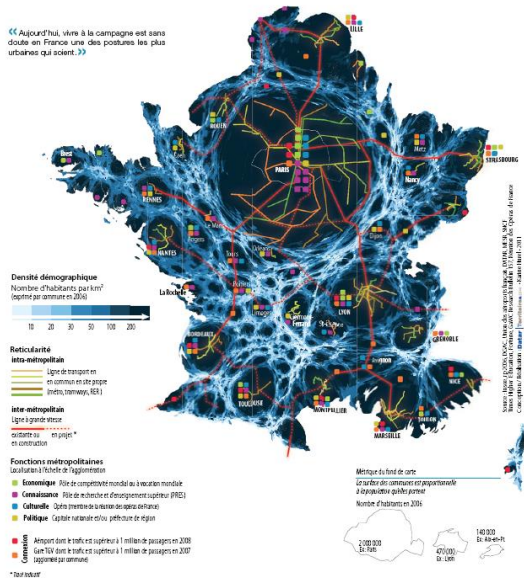 « Aujourd'hui, vivre à la campagne est sans
doute en France une des postures les plus
urbaines qui soient. »
LILLE
ROUEN
Caen
Brest
Metz
STRASBOURG
PARIS
Nancy
RENNES
Le Mans
Orléans
Angers
Tours
Dijon
NANTES
Poitiers
La Rochelle
Limoges
Clermont-
Ferrand
St-Etienne
LYON
GRENOBLE
BORDEAUX
Avignon
NICE
TOULOUSE
MONTPELLIER
MARSEILLE
TOULON
Densité démographique
Nombre d'habitants par km²
(exprimé par commune en 2006)
10 20 30 50 100 200
Réticularité
intra-métropolitain
Ligne de transport en
en commun en site propre
(métro, tramways, RER)
inter-métropolitain
Ligne à grande vitesse
existante ou en projet *
en construction
Fonctions métropolitaines
Localisation à l'échelle de l'agglomération
Economique Pôle de compétitivité mondial ou à vocation mondiale
Connaissance Pôle de recherche et d'enseignement supérieur (PRES)
Culturelle Opéra (membre de la réunion des opéras de France)
Politique Capitale nationale et/ou préfecture de région
Connexion
Aéroport dont le trafic est supérieur à 1 million de passagers en 2008
Gare TGV dont le trafic est supérieur à 1 million de passagers en 2007
(aggloméré par commune)
* Tracé indicatif
Métrique du fond de carte
La surface des communes est proportionnelle
à la population qu'elles portent
Nombre d'habitants en 2006
2 000 000
Ex: Paris
470 000
Ex: Lyon
140 000
Ex: Aix-en-Pt